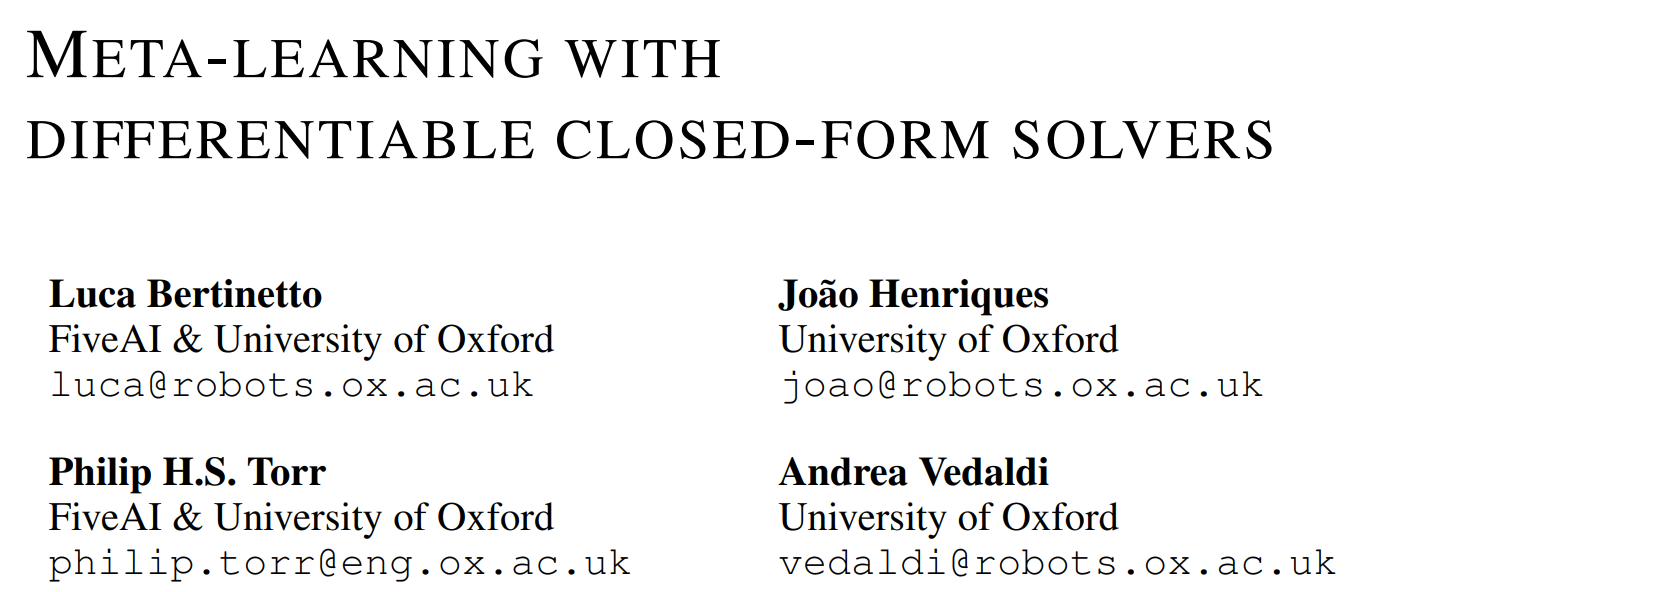 META-LEARNING WITH
DIFFERENTIABLE CLOSED-FORM SOLVERS
Luca Bertinetto
FiveAI & University of Oxford
luca@robots.ox.ac.uk
João Henriques
University of Oxford
joao@robots.ox.ac.uk
Philip H.S. Torr
FiveAI & University of Oxford
philip.torr@eng.ox.ac.uk
Andrea Vedaldi
University of Oxford
vedaldi@robots.ox.ac.uk